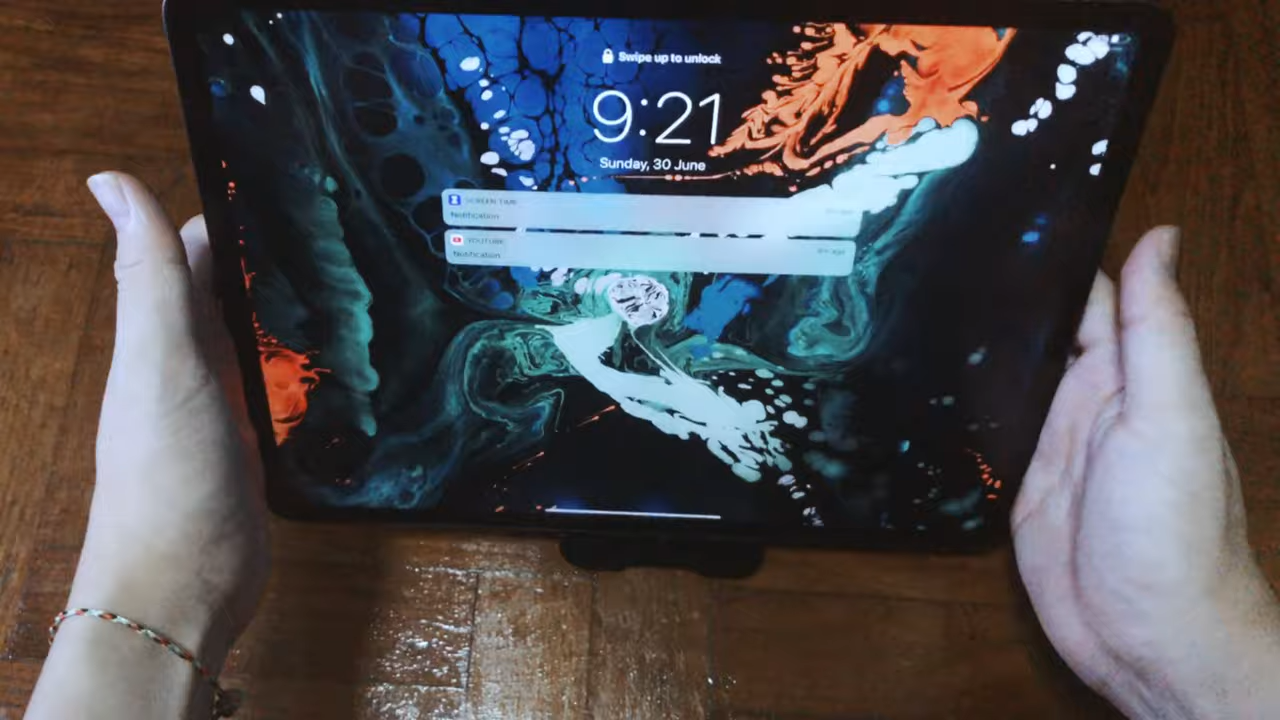 Swipe up to unlock
9:21
Sunday, 30 June
SCREEN TIME
Notification
YOUTUBE
Notification